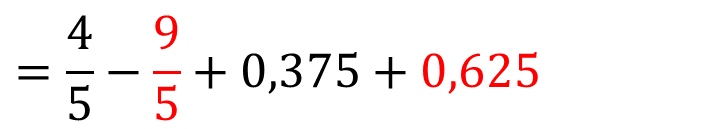 = 4/5 − 9/5 + 0,375 + 0,625